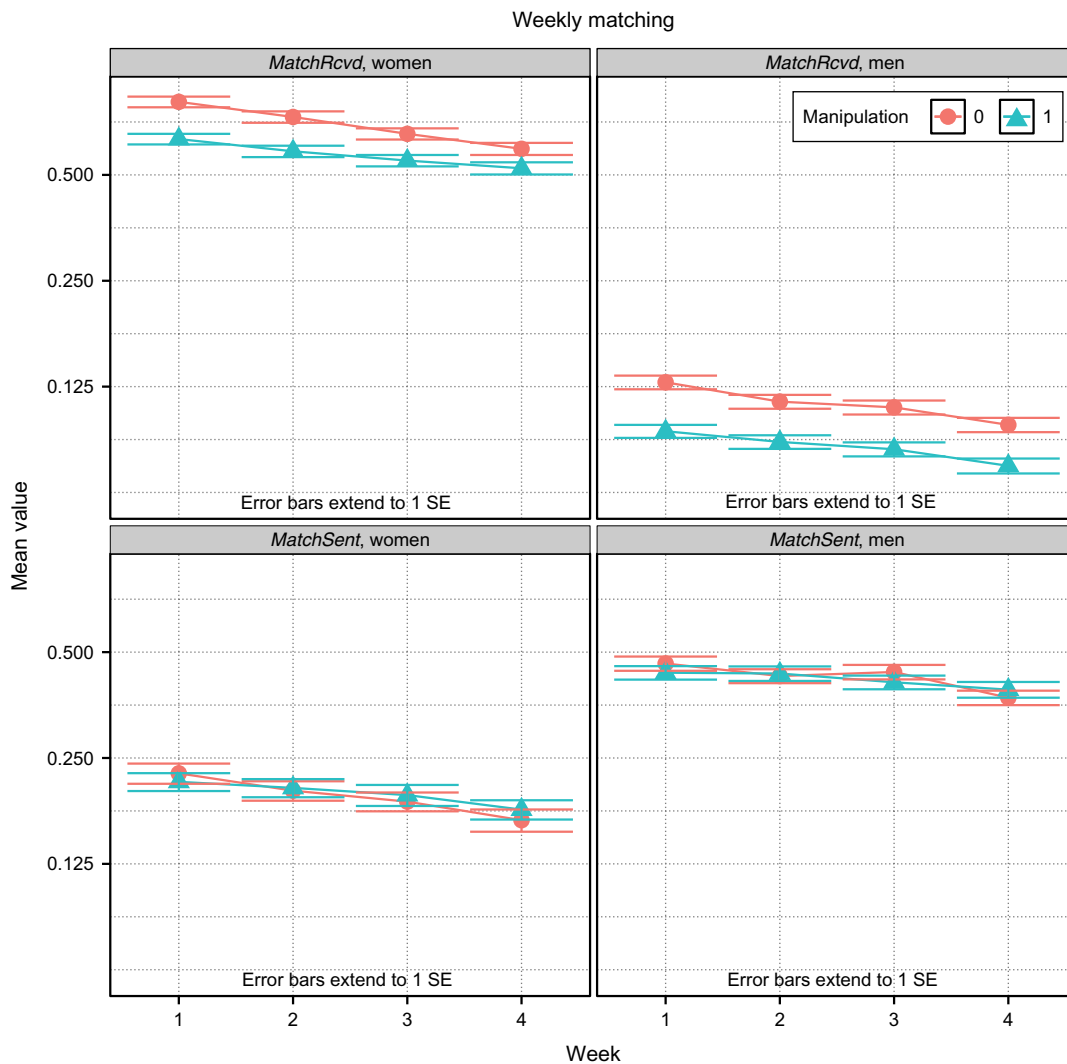 Weekly matching
MatchRcvd, women
MatchRcvd, men
Manipulation 0 1
0.500
0.250
0.125
Error bars extend to 1 SE
Error bars extend to 1 SE
Mean value
MatchSent, women
MatchSent, men
0.500
0.250
0.125
Error bars extend to 1 SE
Error bars extend to 1 SE
1 2 3 4
1 2 3 4
Week